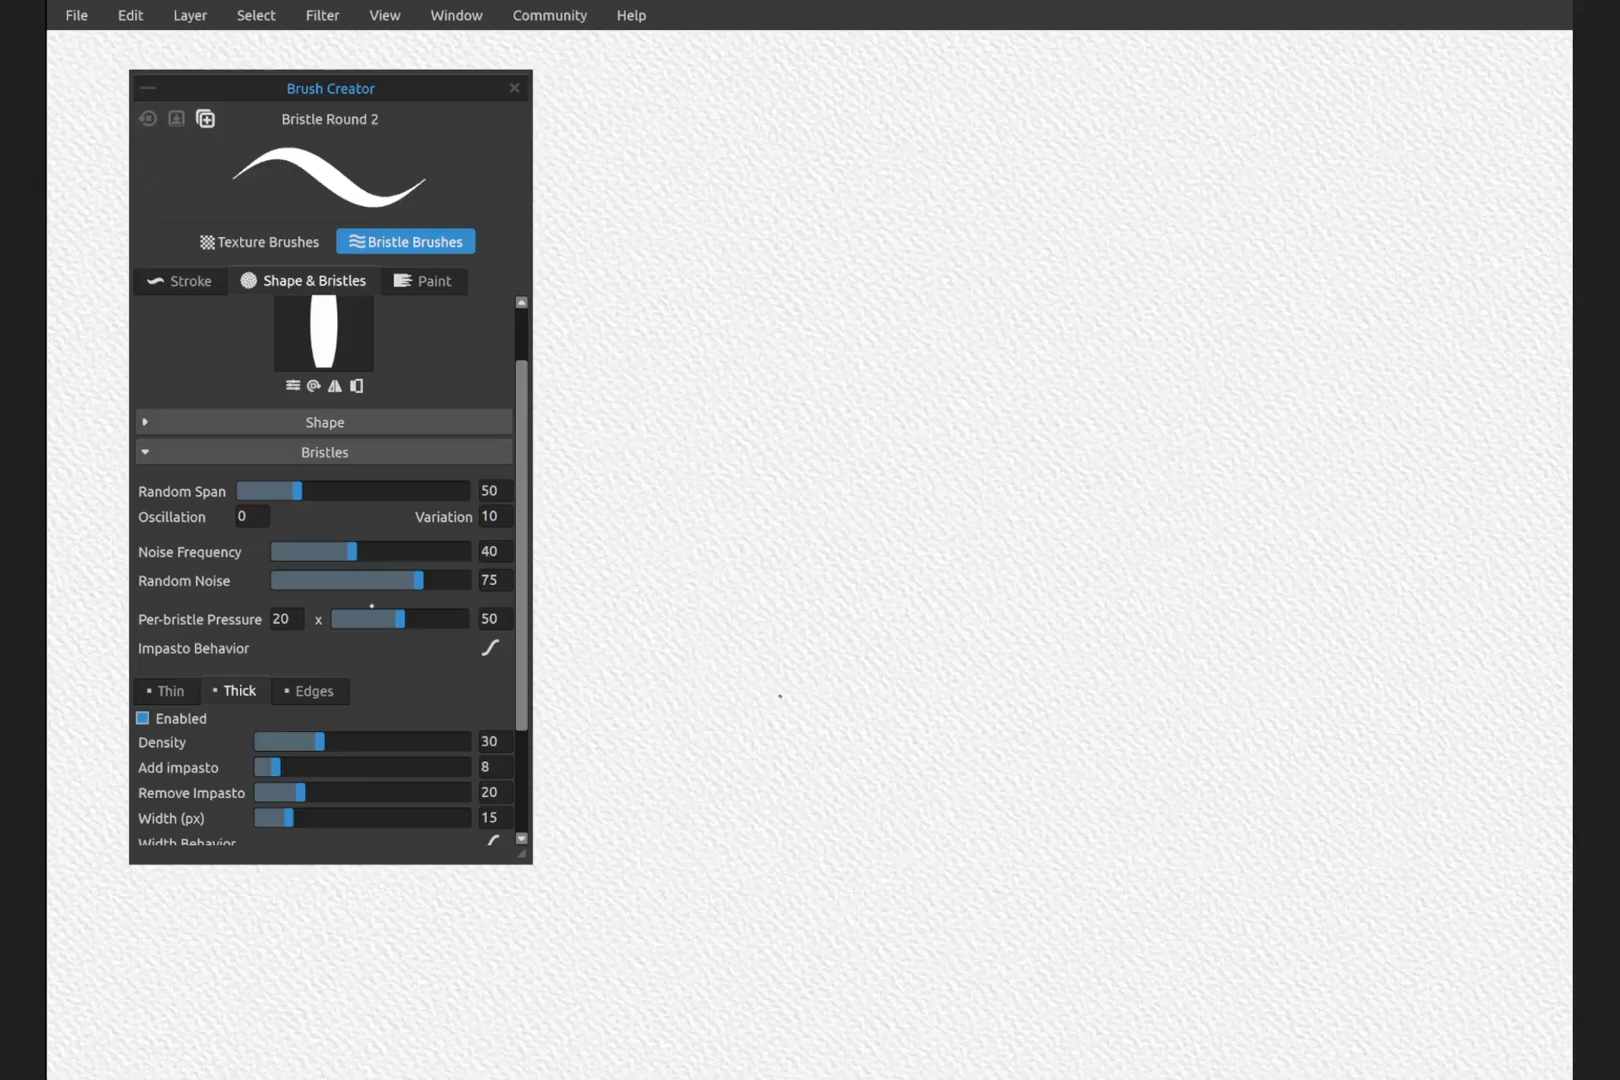 File Edit Layer Select Filter View Window Community Help
Brush Creator
Bristle Round 2
Texture Brushes Bristle Brushes
Stroke Shape & Bristles Paint
Shape
Bristles
Random Span 50
Oscillation 0 Variation 10
Noise Frequency 40
Random Noise 75
Per-bristle Pressure 20 x 50
Impasto Behavior
Thin Thick Edges
Enabled
Density 30
Add impasto 8
Remove Impasto 20
Width (px) 15
Width Behavior